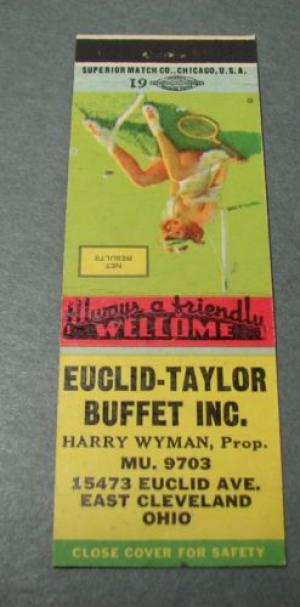 SUPERIOR MATCH CO., CHICAGO, U.S.A.
19
NET
RESULTS
Always a friendly
WELCOME
EUCLID-TAYLOR
BUFFET INC.
HARRY WYMAN, Prop.
MU. 9703
15473 EUCLID AVE.
EAST CLEVELAND
OHIO
CLOSE COVER FOR SAFETY